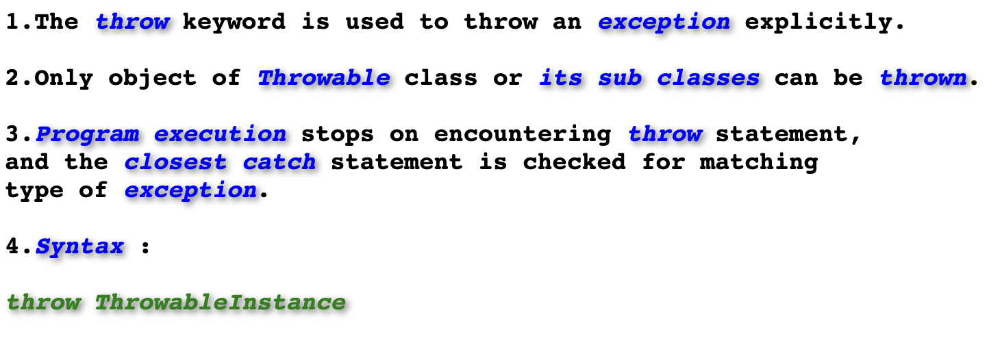 1.The throw keyword is used to throw an exception explicitly.
2.Only object of Throwable class or its sub classes can be thrown.
3.Program execution stops on encountering throw statement,
and the closest catch statement is checked for matching
type of exception.
4.Syntax :
throw ThrowableInstance